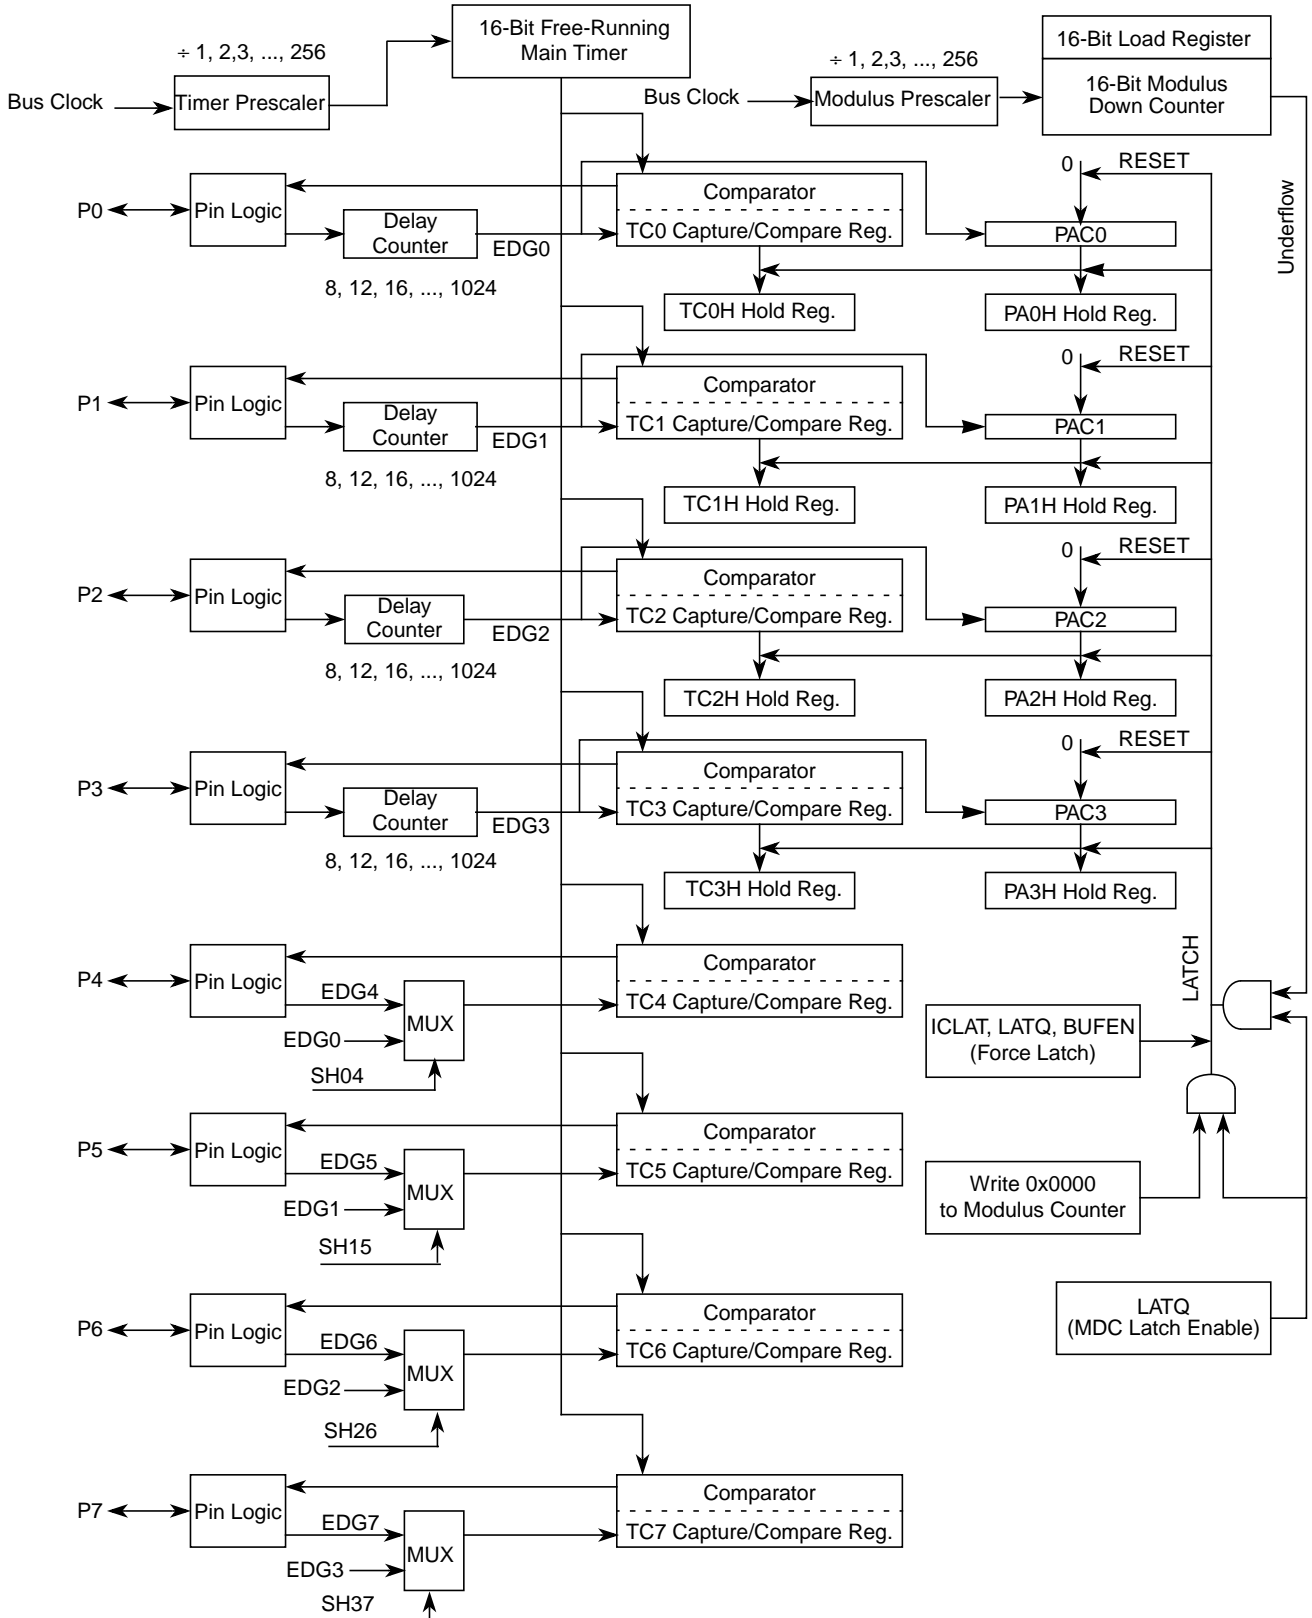 16-Bit Free-Running
Main Timer
16-Bit Load Register
16-Bit Modulus
Down Counter
÷ 1, 2,3, ..., 256
Bus Clock
Timer Prescaler
÷ 1, 2,3, ..., 256
Bus Clock
Modulus Prescaler
Underflow
P0
Pin Logic
Delay
Counter
8, 12, 16, ..., 1024
EDG0
Comparator
TC0 Capture/Compare Reg.
TC0H Hold Reg.
0
RESET
PAC0
PA0H Hold Reg.
P1
Pin Logic
Delay
Counter
8, 12, 16, ..., 1024
EDG1
Comparator
TC1 Capture/Compare Reg.
TC1H Hold Reg.
0
RESET
PAC1
PA1H Hold Reg.
P2
Pin Logic
Delay
Counter
8, 12, 16, ..., 1024
EDG2
Comparator
TC2 Capture/Compare Reg.
TC2H Hold Reg.
0
RESET
PAC2
PA2H Hold Reg.
P3
Pin Logic
Delay
Counter
8, 12, 16, ..., 1024
EDG3
Comparator
TC3 Capture/Compare Reg.
TC3H Hold Reg.
0
RESET
PAC3
PA3H Hold Reg.
P4
Pin Logic
EDG4
EDG0
MUX
SH04
Comparator
TC4 Capture/Compare Reg.
LATCH
ICLAT, LATQ, BUFEN
(Force Latch)
P5
Pin Logic
EDG5
EDG1
MUX
SH15
Comparator
TC5 Capture/Compare Reg.
Write 0x0000
to Modulus Counter
P6
Pin Logic
EDG6
EDG2
MUX
SH26
Comparator
TC6 Capture/Compare Reg.
LATQ
(MDC Latch Enable)
P7
Pin Logic
EDG7
EDG3
MUX
SH37
Comparator
TC7 Capture/Compare Reg.